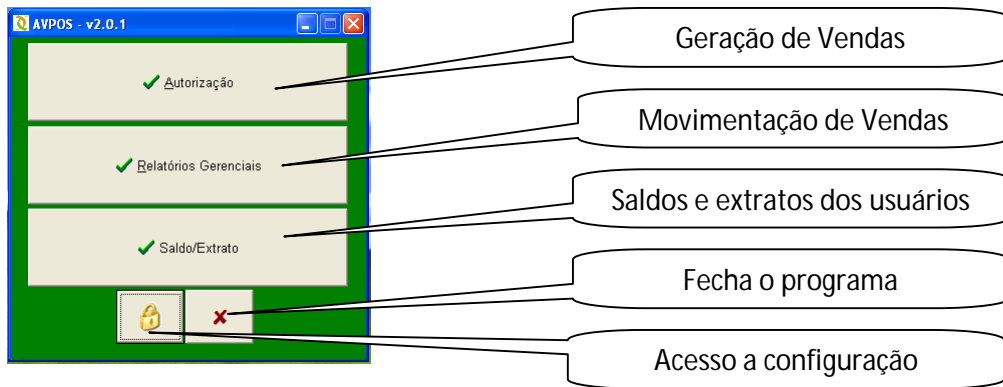 AVPOS - v2.0.1
Autorização
Relatórios Gerenciais
Saldo/Extrato
Geração de Vendas
Movimentação de Vendas
Saldos e extratos dos usuários
Fecha o programa
Acesso a configuração